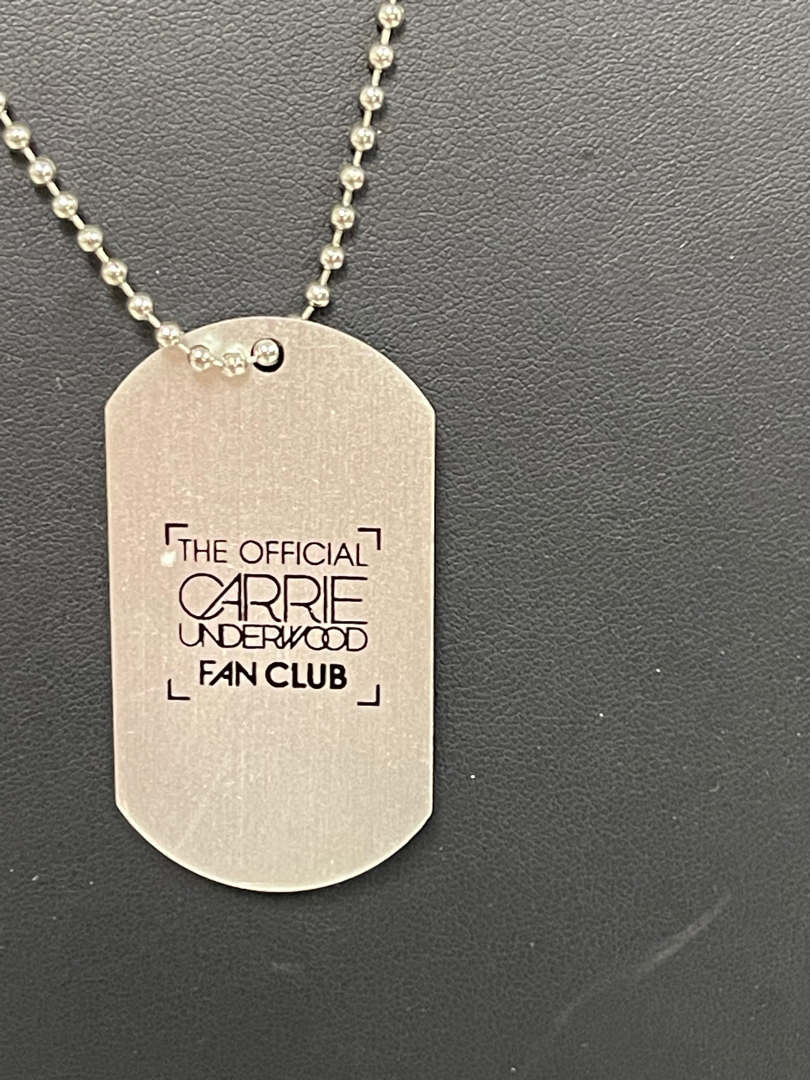 THE OFFICIAL
CARRIE
UNDERWOOD
FAN CLUB